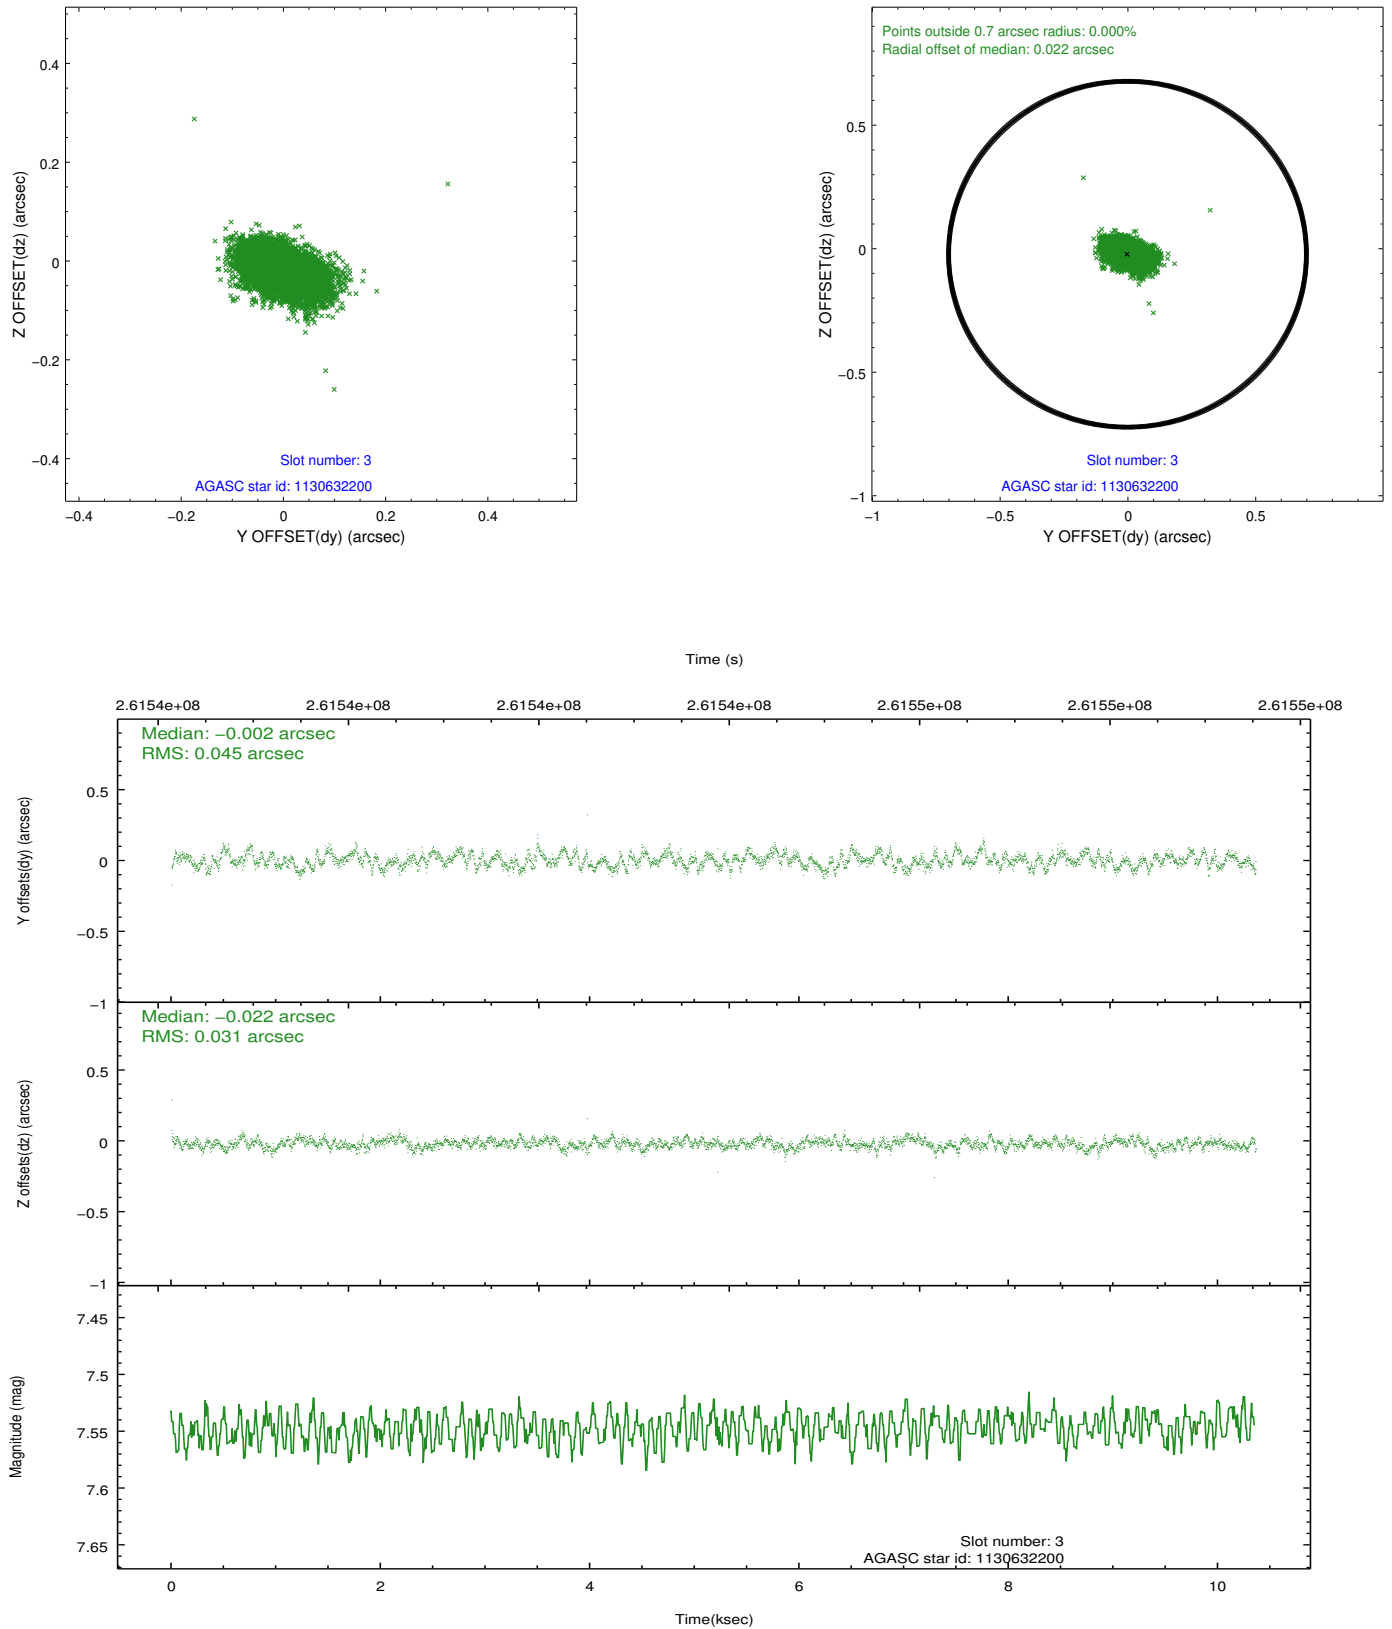 0.4
0.2
0
−0.2
−0.4
Z OFFSET(dz) (arcsec)
Slot number: 3
AGASC star id: 1130632200
−0.4 −0.2 0 0.2 0.4
Y OFFSET(dy) (arcsec)
Points outside 0.7 arcsec radius: 0.000%
Radial offset of median: 0.022 arcsec
0.5
0
−0.5
−1
Z OFFSET(dz) (arcsec)
Slot number: 3
AGASC star id: 1130632200
−1 −0.5 0 0.5
Y OFFSET(dy) (arcsec)
Time (s)
2.6154e+08 2.6154e+08 2.6154e+08 2.6154e+08 2.6155e+08 2.6155e+08 2.6155e+08
Median: −0.002 arcsec
RMS: 0.045 arcsec
0.5
0
−0.5
−1
Y offsets(dy) (arcsec)
Median: −0.022 arcsec
RMS: 0.031 arcsec
0.5
0
−0.5
−1
Z offsets(dz) (arcsec)
7.45
7.5
7.55
7.6
7.65
Magnitude (mag)
Slot number: 3
AGASC star id: 1130632200
0 2 4 6 8 10
Time(ksec)